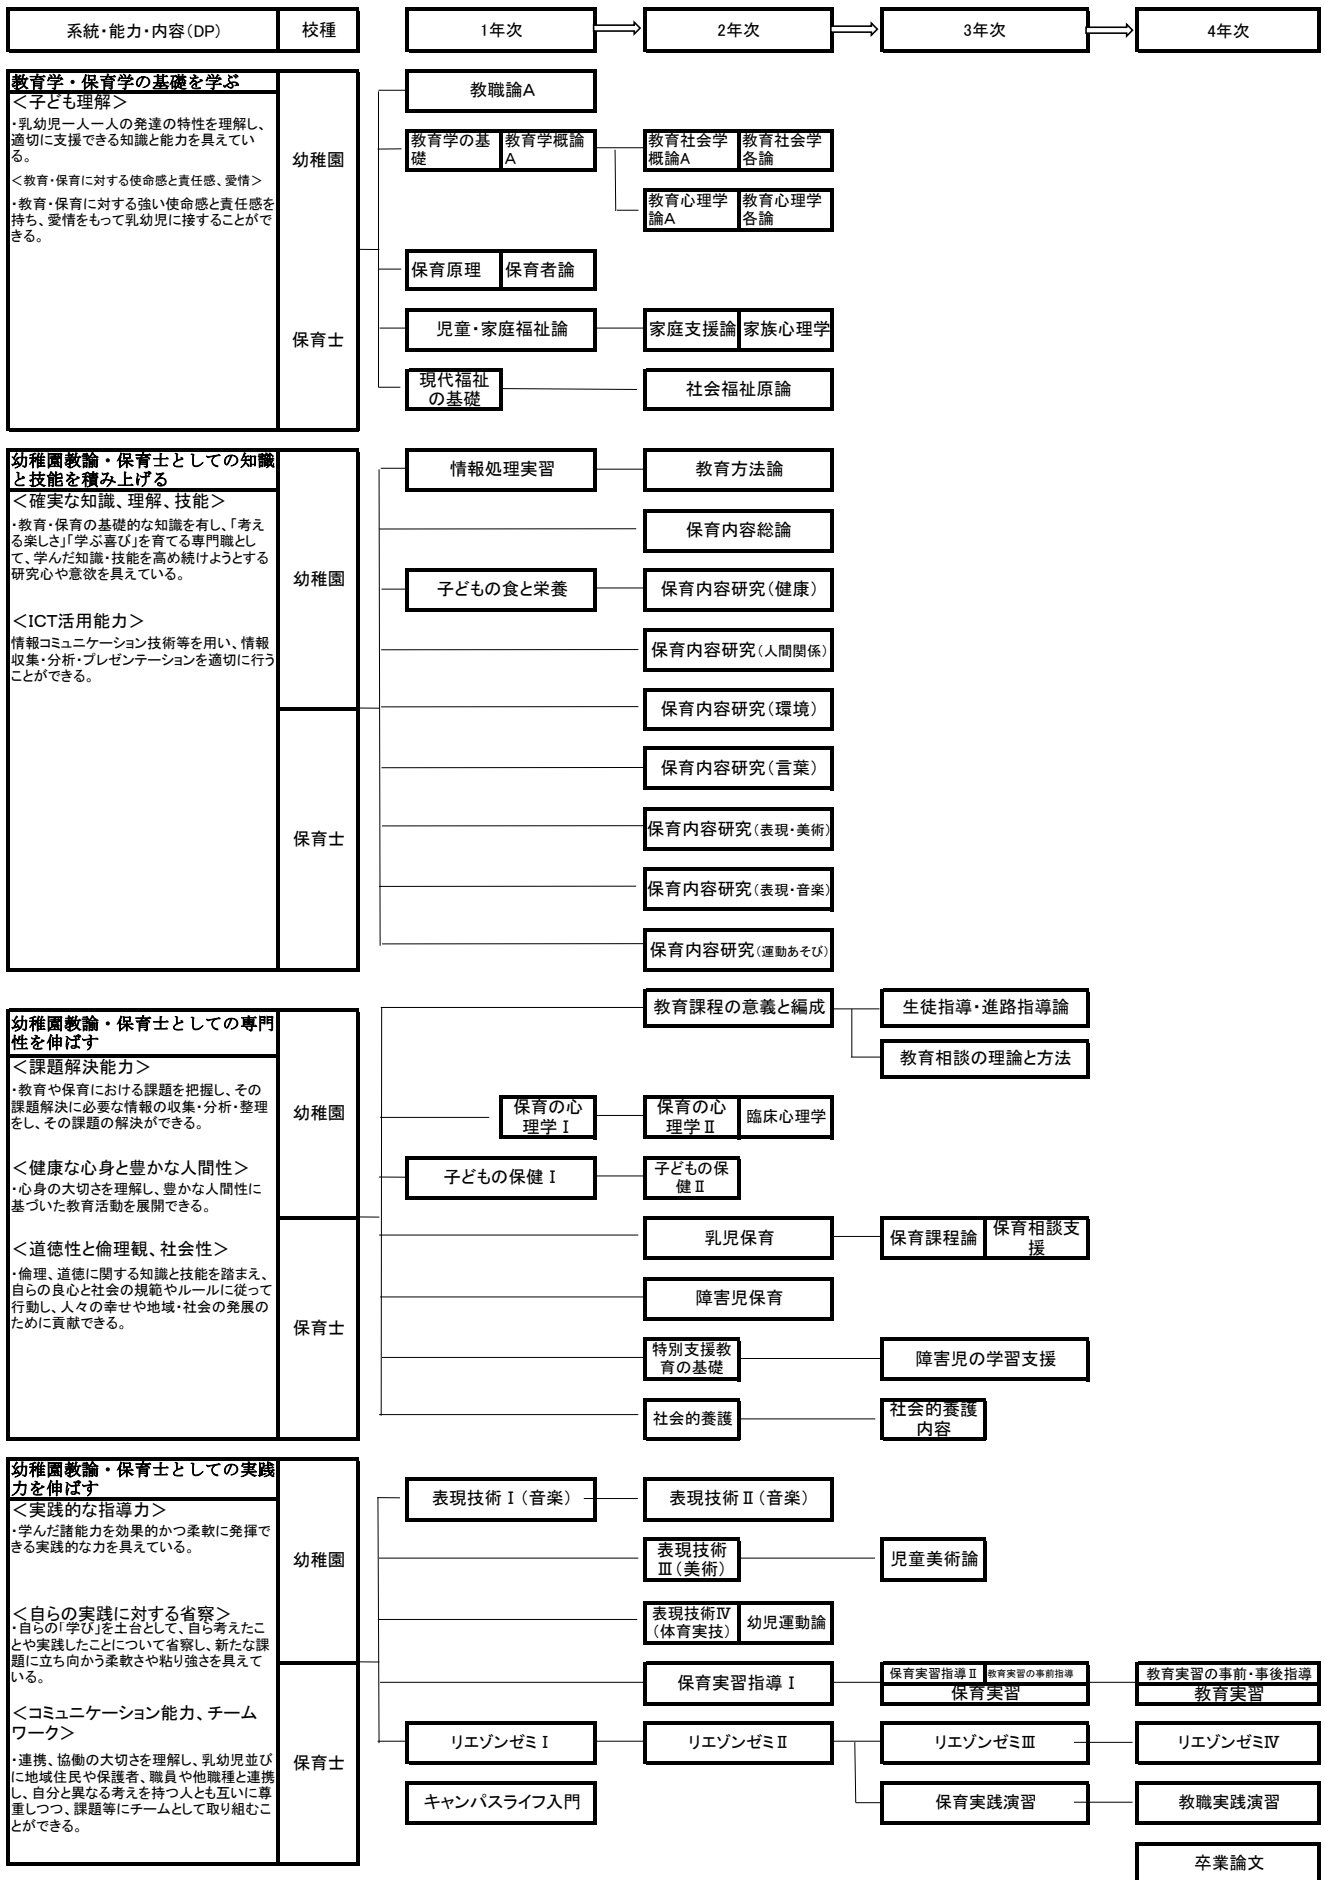 系統・能力・内容（DP）
校種
1年次
2年次
3年次
4年次
教育学・保育学の基礎を学ぶ
＜子ども理解＞
・乳幼児一人一人の発達の特性を理解し、
適切に支援できる知識と能力を具えてい
る。
＜教育・保育に対する使命感と責任感、愛情＞
・教育・保育に対する強い使命感と責任感を
持ち、愛情をもって乳幼児に接することがで
きる。
幼稚園
保育士
教職論A
教育学の基
礎
教育学概論
A
教育社会学
概論A
教育社会学
各論
教育心理学
論A
教育心理学
各論
保育原理
保育者論
児童・家庭福祉論
家庭支援論
家族心理学
現代福祉
の基礎
社会福祉原論
幼稚園教諭・保育士としての知識
と技能を積み上げる
＜確実な知識、理解、技能＞
・教育・保育の基礎的な知識を有し、「考え
る楽しさ」「学ぶ喜び」を育てる専門職とし
て、学んだ知識・技能を高め続けようとする
研究心や意欲を具えている。
＜ICT活用能力＞
情報コミュニケーション技術等を用い、情報
収集・分析・プレゼンテーションを適切に行う
ことができる。
幼稚園
保育士
情報処理実習
教育方法論
保育内容総論
子どもの食と栄養
保育内容研究（健康）
保育内容研究（人間関係）
保育内容研究（環境）
保育内容研究（言葉）
保育内容研究（表現・美術）
保育内容研究（表現・音楽）
保育内容研究（運動あそび）
幼稚園教諭・保育士としての専門
性を伸ばす
＜課題解決能力＞
・教育や保育における課題を把握し、その
課題解決に必要な情報の収集・分析・整理
をし、その課題の解決ができる。
＜健康な心身と豊かな人間性＞
・心身の大切さを理解し、豊かな人間性に
基づいた教育活動を展開できる。
＜道徳性と倫理観、社会性＞
・倫理、道徳に関する知識と技能を踏まえ、
自らの良心と社会の規範やルールに従って
行動し、人々の幸せや地域・社会の発展の
ために貢献できる。
幼稚園
保育士
教育課程の意義と編成
生徒指導・進路指導論
教育相談の理論と方法
保育の心
理学Ⅰ
保育の心
理学Ⅱ
臨床心理学
子どもの保健Ⅰ
子どもの保
健Ⅱ
乳児保育
保育課程論
保育相談支
援
障害児保育
特別支援教
育の基礎
障害児の学習支援
社会的養護
社会的養護
内容
幼稚園教諭・保育士としての実践
力を伸ばす
＜実践的な指導力＞
・学んだ諸能力を効果的かつ柔軟に発揮で
きる実践的な力を具えている。
＜自らの実践に対する省察＞
・自らの「学び」を土台として、自ら考えたこ
とや実践したことについて省察し、新たな課
題に立ち向かう柔軟さや粘り強さを具えて
いる。
＜コミュニケーション能力、チーム
ワーク＞
・連携、協働の大切さを理解し、乳幼児並び
に地域住民や保護者、職員や他職種と連携
し、自分と異なる考えを持つ人とも互いに尊
重しつつ、課題等にチームとして取り組むこ
とができる。
幼稚園
保育士
表現技術Ⅰ（音楽）
表現技術Ⅱ（音楽）
表現技術
Ⅲ（美術）
児童美術論
表現技術Ⅳ
（体育実技）
幼児運動論
保育実習指導Ⅰ
保育実習指導Ⅱ
教育実習の事前指導
保育実習
教育実習の事前・事後指導
教育実習
リエゾンゼミⅠ
リエゾンゼミⅡ
リエゾンゼミⅢ
リエゾンゼミⅣ
キャンパスライフ入門
保育実践演習
教職実践演習
卒業論文